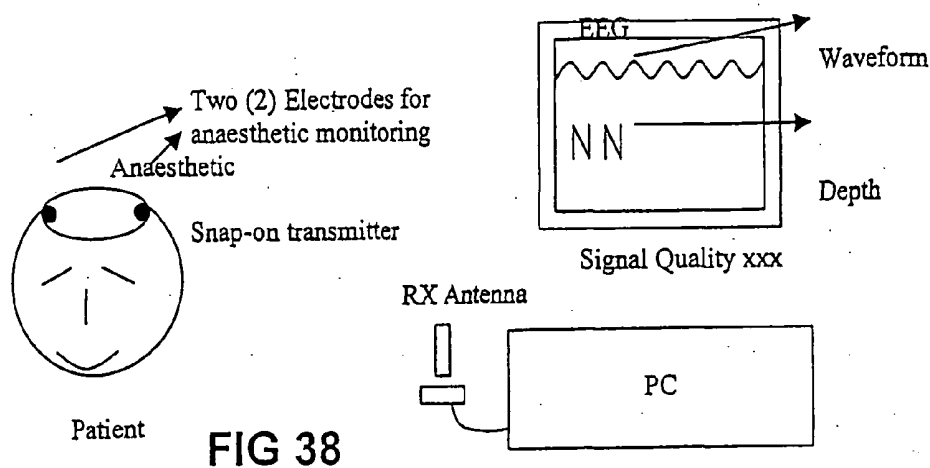 EEG
Waveform
Two (2) Electrodes for
anaesthetic monitoring
Anaesthetic
NN
Depth
Snap-on transmitter
Signal Quality xxx
RX Antenna
PC
Patient
FIG 38